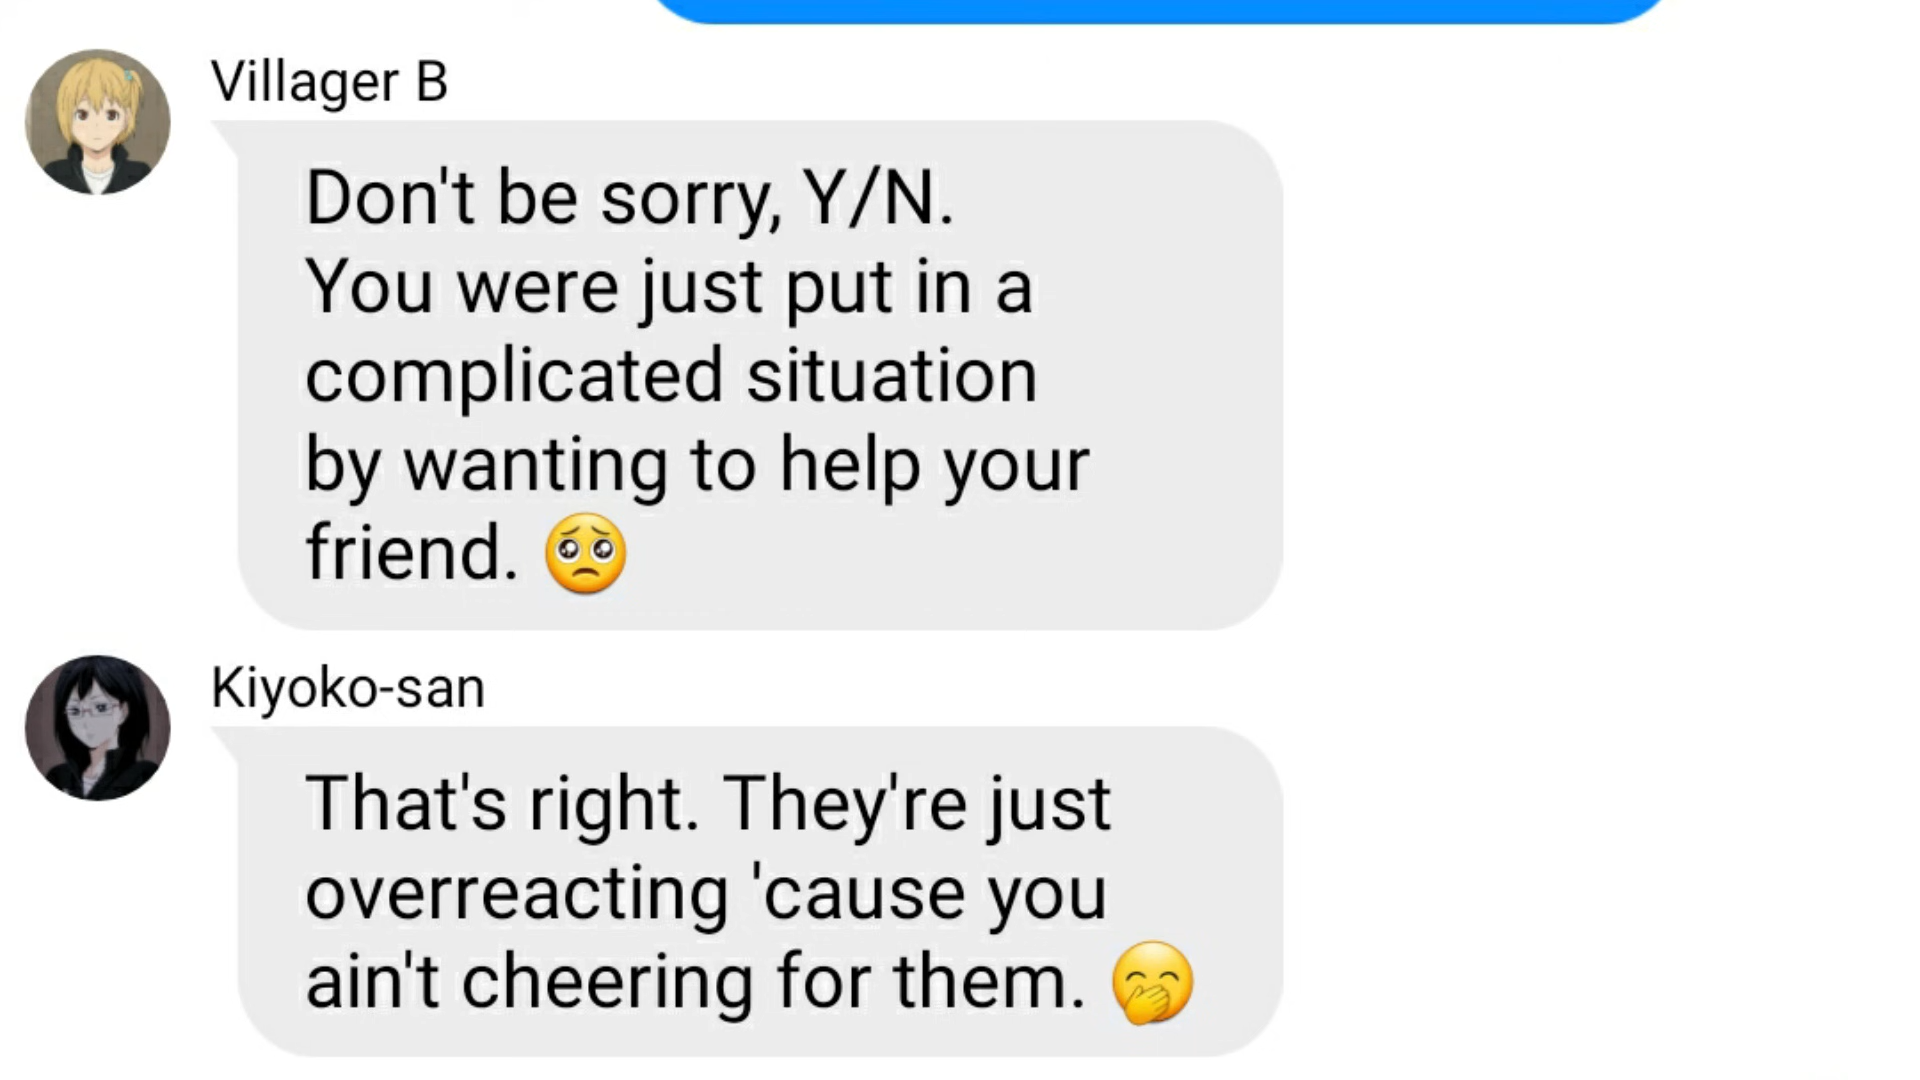 Villager B
Don't be sorry, Y/N.
You were just put in a
complicated situation
by wanting to help your
friend. 🥺
Kiyoko-san
That's right. They're just
overreacting 'cause you
ain't cheering for them. 🤭